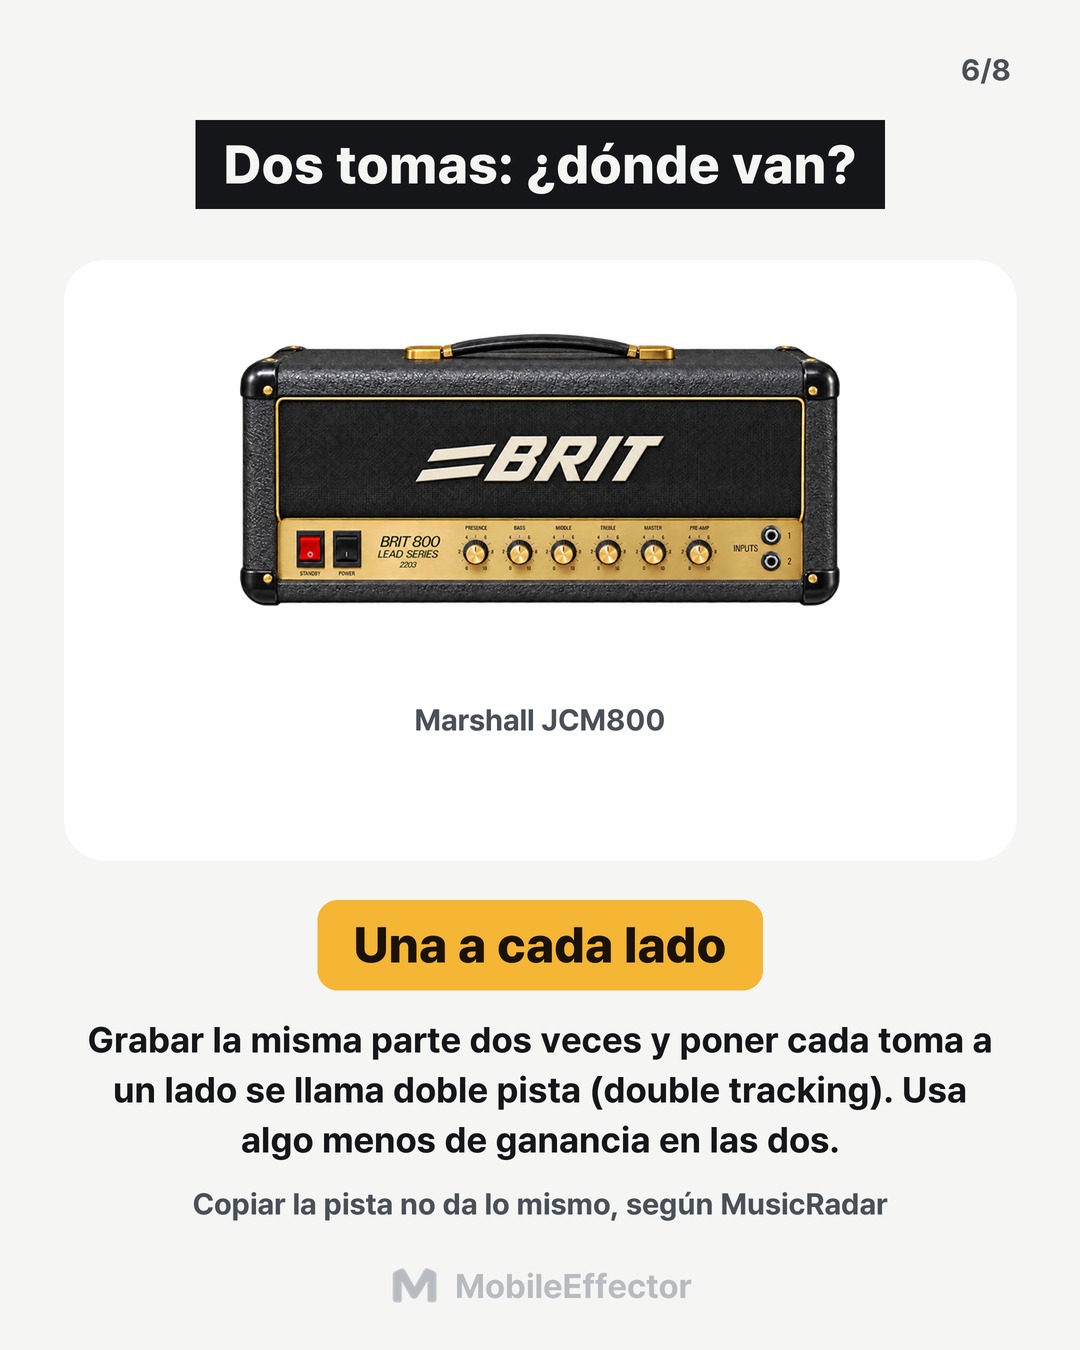 6/8
Dos tomas: ¿dónde van?
BRIT
PRESENCE BASS MIDDLE TREBLE MASTER PRE-AMP
BRIT 800
LEAD SERIES
2203
INPUTS
1
2
STANDBY POWER
Marshall JCM800
Una a cada lado
Grabar la misma parte dos veces y poner cada toma a
un lado se llama doble pista (double tracking). Usa
algo menos de ganancia en las dos.
Copiar la pista no da lo mismo, según MusicRadar
MobileEffector